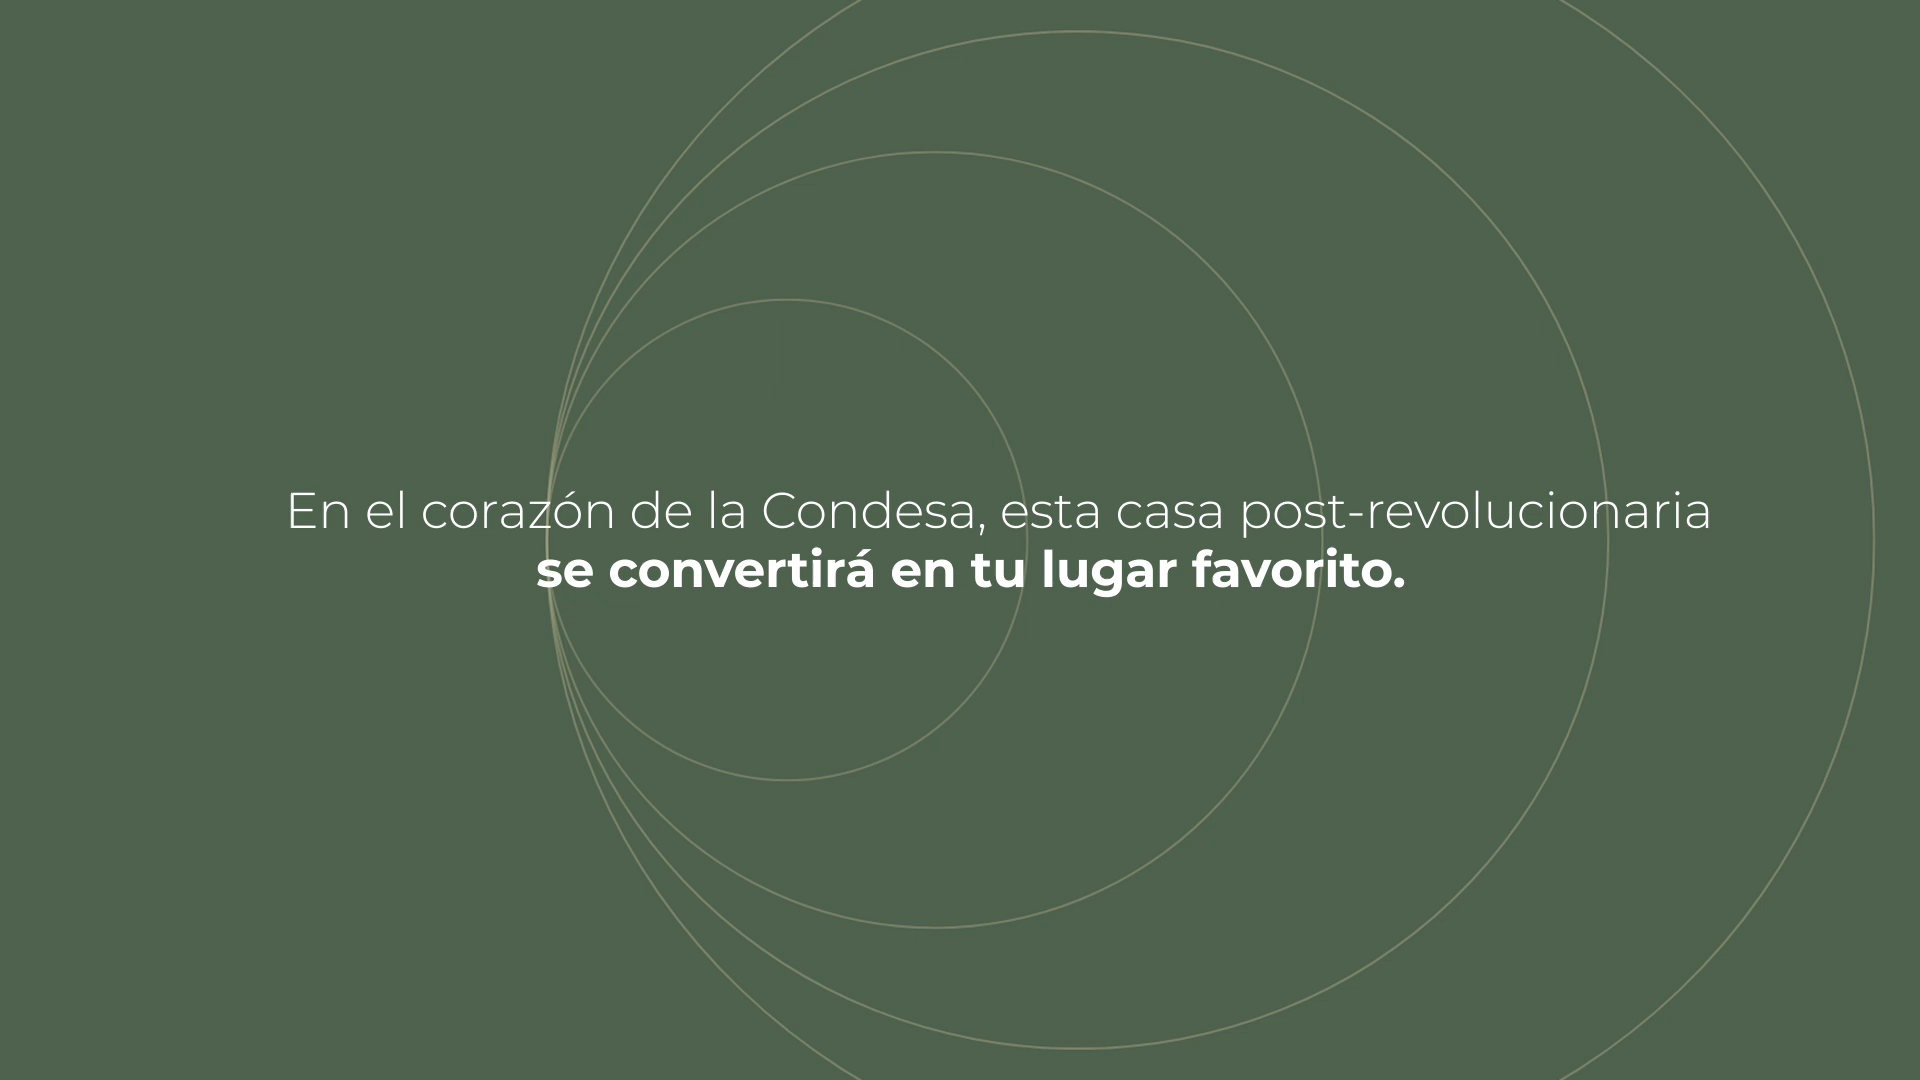 En el corazón de la Condesa, esta casa post-revolucionaria
se convertirá en tu lugar favorito.